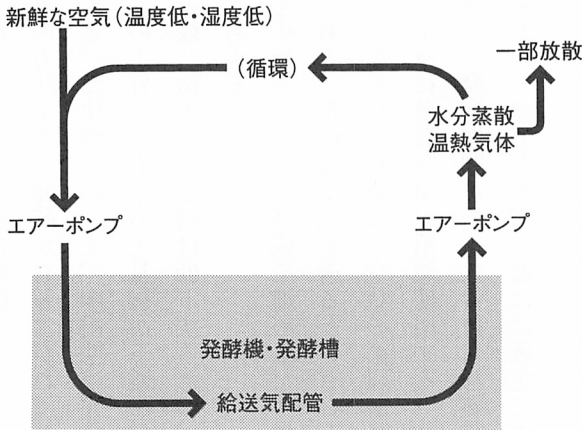 新鮮な空気(温度低・湿度低)
一部放散
(循環)
水分蒸散
温熱気体
エアーポンプ
エアーポンプ
発酵機・発酵槽
給送気配管